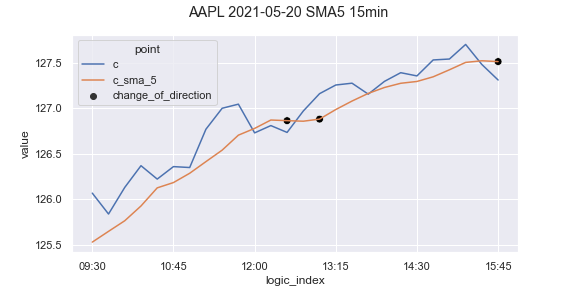 AAPL 2021-05-20 SMA5 15min
point
c
c_sma_5
change_of_direction
value
127.5
127.0
126.5
126.0
125.5
09:30 10:45 12:00 13:15 14:30 15:45
logic_index